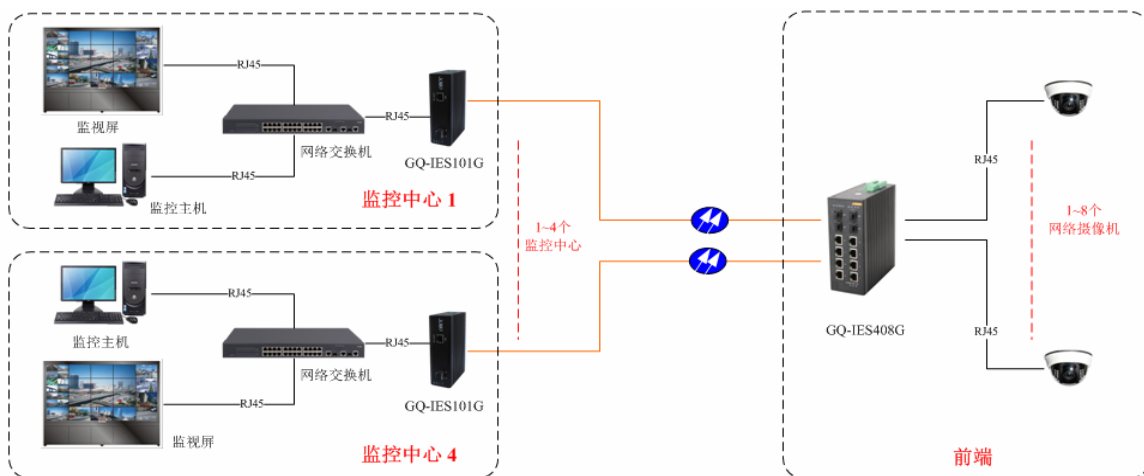 监视屏
RJ45
网络交换机
RJ45
GQ-IES101G
RJ45
监控主机
监控中心 1
1~4个
监控中心
监控主机
RJ45
网络交换机
RJ45
GQ-IES101G
RJ45
监视屏
监控中心 4
GQ-IES408G
RJ45
1~8个
网络摄像机
RJ45
前端